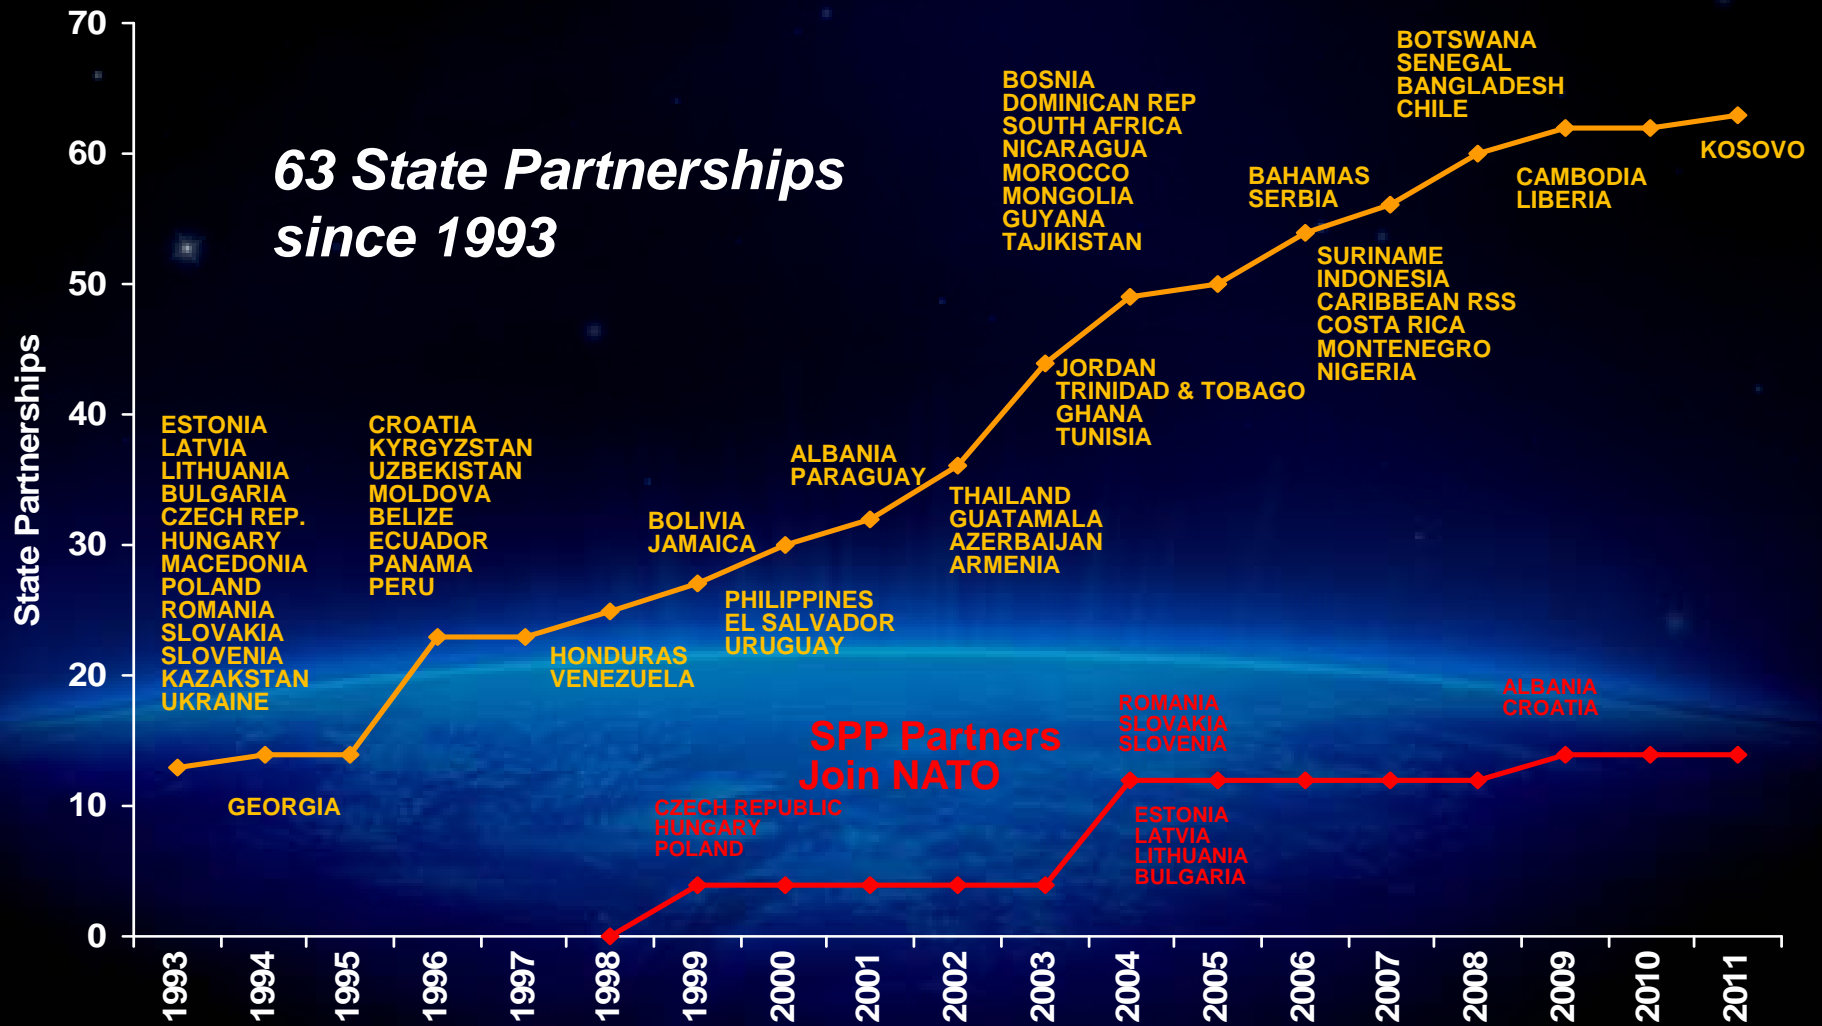 70
60
50
40
30
20
10
0
State Partnerships
63 State Partnerships
since 1993
ESTONIA
LATVIA
LITHUANIA
BULGARIA
CZECH REP.
HUNGARY
MACEDONIA
POLAND
ROMANIA
SLOVAKIA
SLOVENIA
KAZAKSTAN
UKRAINE
GEORGIA
CROATIA
KYRGYZSTAN
UZBEKISTAN
MOLDOVA
BELIZE
ECUADOR
PANAMA
PERU
HONDURAS
VENEZUELA
BOLIVIA
JAMAICA
PHILIPPINES
EL SALVADOR
URUGUAY
ALBANIA
PARAGUAY
THAILAND
GUATAMALA
AZERBAIJAN
ARMENIA
BOSNIA
DOMINICAN REP
SOUTH AFRICA
NICARAGUA
MOROCCO
MONGOLIA
GUYANA
TAJIKISTAN
JORDAN
TRINIDAD & TOBAGO
GHANA
TUNISIA
BAHAMAS
SERBIA
SURINAME
INDONESIA
CARIBBEAN RSS
COSTA RICA
MONTENEGRO
NIGERIA
BOTSWANA
SENEGAL
BANGLADESH
CHILE
CAMBODIA
LIBERIA
KOSOVO
SPP Partners
Join NATO
CZECH REPUBLIC
HUNGARY
POLAND
ROMANIA
SLOVAKIA
SLOVENIA
ESTONIA
LATVIA
LITHUANIA
BULGARIA
ALBANIA
CROATIA
1993
1994
1995
1996
1997
1998
1999
2000
2001
2002
2003
2004
2005
2006
2007
2008
2009
2010
2011